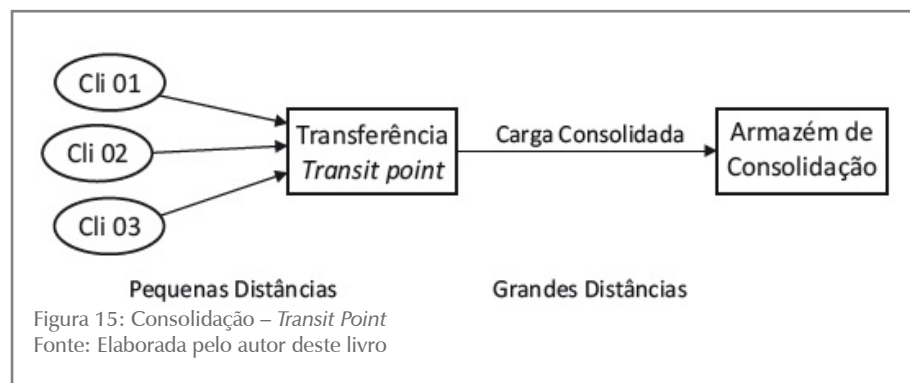 Cli 01
Cli 02
Cli 03
Transferência
Transit point
Carga Consolidada
Armazém de
Consolidação
Pequenas Distâncias
Grandes Distâncias
Figura 15: Consolidação – Transit Point
Fonte: Elaborada pelo autor deste livro